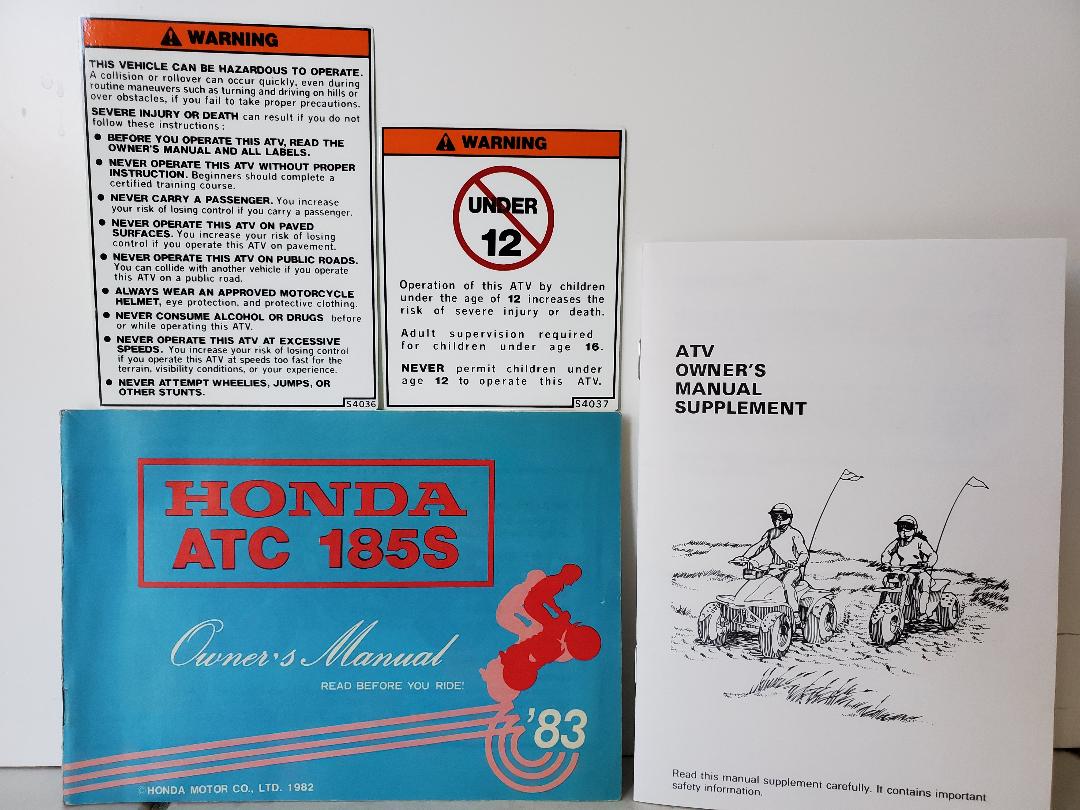 ⚠ WARNING
THIS VEHICLE CAN BE HAZARDOUS TO OPERATE.
A collision or rollover can occur quickly, even during
routine maneuvers such as turning and driving on hills or
over obstacles, if you fail to take proper precautions.
SEVERE INJURY OR DEATH can result if you do not
follow these instructions:
● BEFORE YOU OPERATE THIS ATV, READ THE
OWNER'S MANUAL AND ALL LABELS.
● NEVER OPERATE THIS ATV WITHOUT PROPER
INSTRUCTION. Beginners should complete a
certified training course.
● NEVER CARRY A PASSENGER. You increase
your risk of losing control if you carry a passenger.
● NEVER OPERATE THIS ATV ON PAVED
SURFACES. You increase your risk of losing
control if you operate this ATV on pavement.
● NEVER OPERATE THIS ATV ON PUBLIC ROADS.
You can collide with another vehicle if you operate
this ATV on a public road.
● ALWAYS WEAR AN APPROVED MOTORCYCLE
HELMET, eye protection, and protective clothing.
● NEVER CONSUME ALCOHOL OR DRUGS before
or while operating this ATV.
● NEVER OPERATE THIS ATV AT EXCESSIVE
SPEEDS. You increase your risk of losing control
if you operate this ATV at speeds too fast for the
terrain, visibility conditions, or your experience.
● NEVER ATTEMPT WHEELIES, JUMPS, OR
OTHER STUNTS.
S4036
⚠ WARNING
UNDER
12
Operation of this ATV by children
under the age of 12 increases the
risk of severe injury or death.
Adult supervision required
for children under age 16.
NEVER permit children under
age 12 to operate this ATV.
S4037
HONDA
ATC 185S
Owner's Manual
READ BEFORE YOU RIDE!
'83
©HONDA MOTOR CO., LTD. 1982
ATV
OWNER'S
MANUAL
SUPPLEMENT
Read this manual supplement carefully. It contains important
safety information.